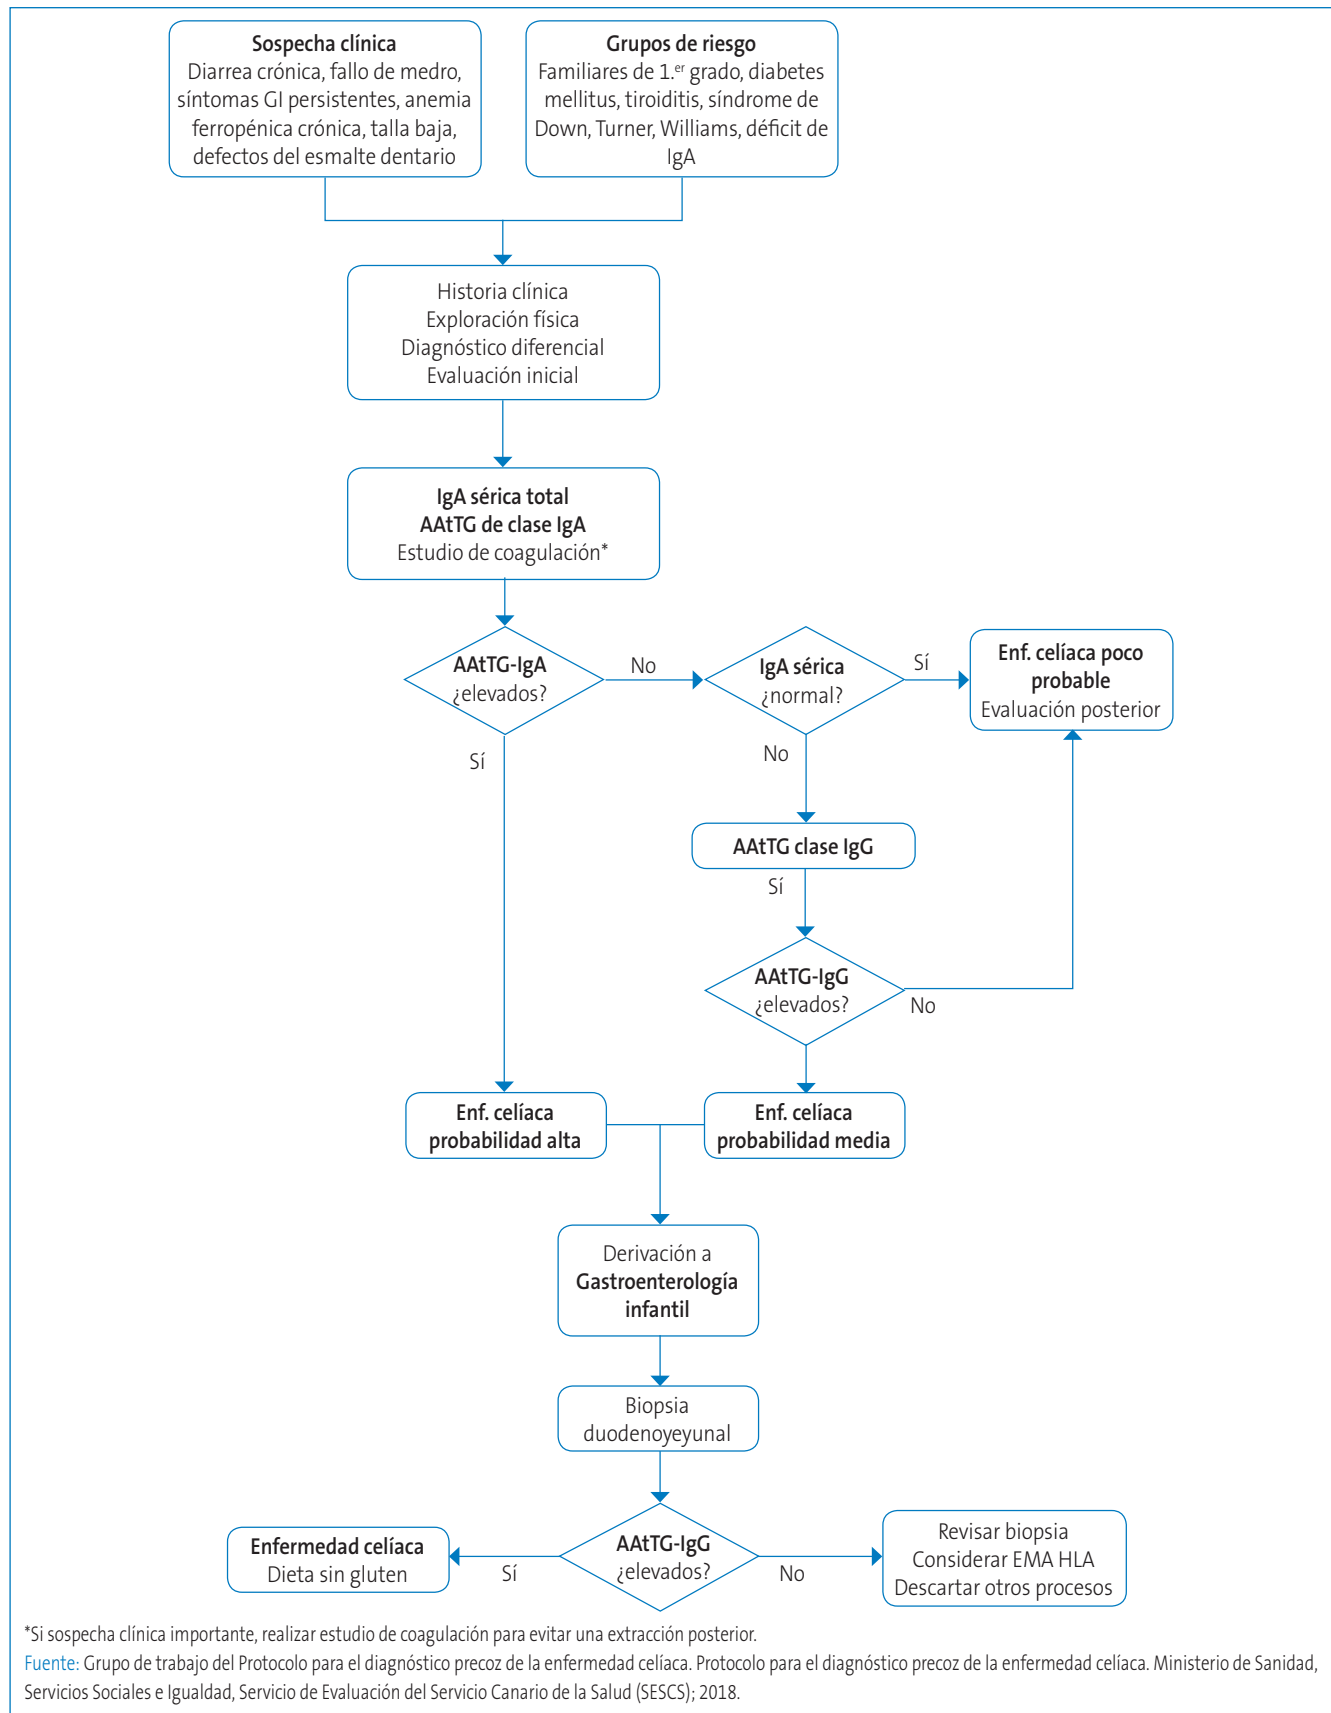 Sospecha clínica
Diarrea crónica, fallo de medro,
síntomas GI persistentes, anemia
ferropénica crónica, talla baja,
defectos del esmalte dentario
Grupos de riesgo
Familiares de 1.er grado, diabetes
mellitus, tiroiditis, síndrome de
Down, Turner, Williams, déficit de
IgA
Historia clínica
Exploración física
Diagnóstico diferencial
Evaluación inicial
IgA sérica total
AAtTG de clase IgA
Estudio de coagulación*
AAtTG-IgA
¿elevados?
No
IgA sérica
¿normal?
Sí
Enf. celíaca poco
probable
Evaluación posterior
Sí
No
AAtTG clase IgG
Sí
AAtTG-IgG
¿elevados?
No
Enf. celíaca
probabilidad alta
Enf. celíaca
probabilidad media
Derivación a
Gastroenterología
infantil
Biopsia
duodenoyeyunal
AAtTG-IgG
¿elevados?
Sí
No
Enfermedad celíaca
Dieta sin gluten
Revisar biopsia
Considerar EMA HLA
Descartar otros procesos
*Si sospecha clínica importante, realizar estudio de coagulación para evitar una extracción posterior.
Fuente: Grupo de trabajo del Protocolo para el diagnóstico precoz de la enfermedad celíaca. Protocolo para el diagnóstico precoz de la enfermedad celíaca. Ministerio de Sanidad,
Servicios Sociales e Igualdad, Servicio de Evaluación del Servicio Canario de la Salud (SESCS); 2018.